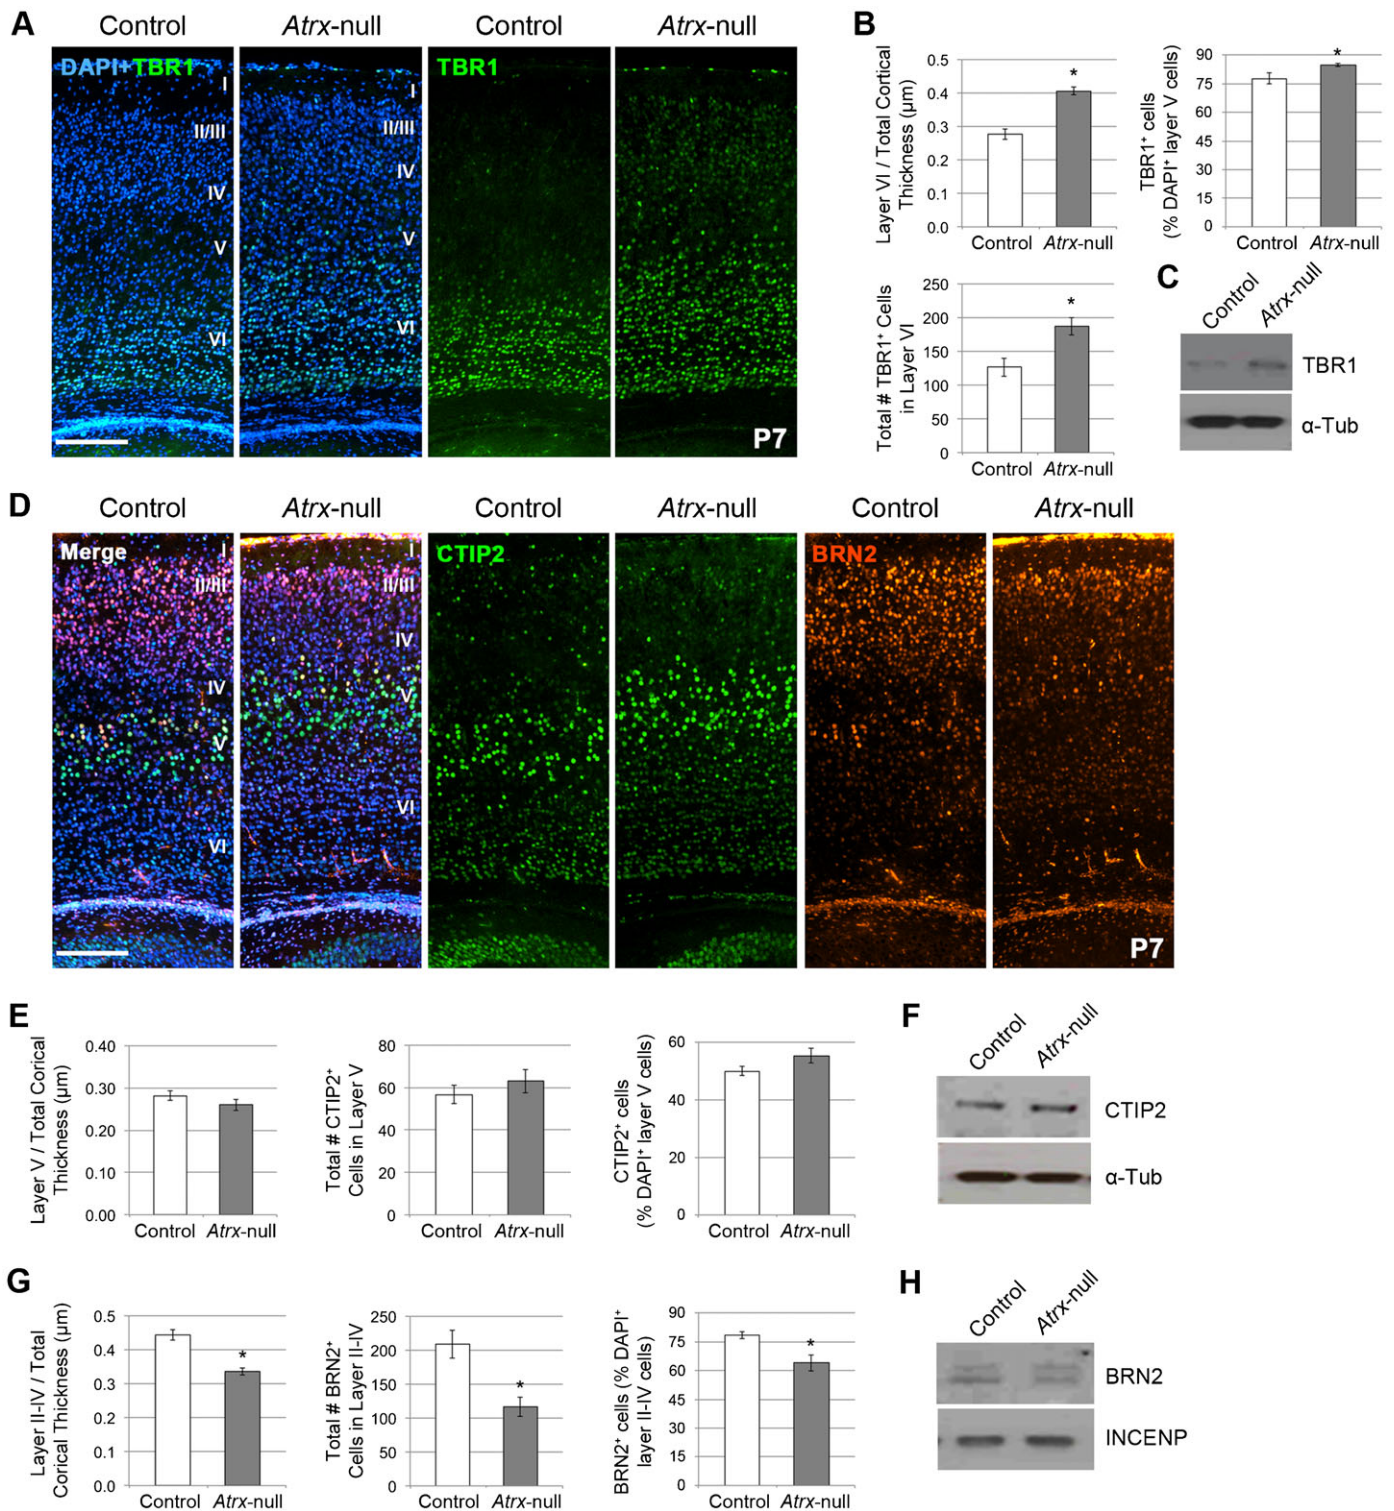 A
Control
Atrx-null
Control
Atrx-null
DAPI+TBR1
TBR1
I
II/III
IV
V
VI
I
II/III
IV
V
VI
P7
B
Layer VI / Total Cortical
Thickness (μm)
0.5
0.4
0.3
0.2
0.1
0.0
*
Control
Atrx-null
TBR1⁺ cells
(% DAPI⁺ layer V cells)
90
75
60
45
30
15
0
*
Control
Atrx-null
Total # TBR1⁺ Cells
in Layer VI
250
200
150
100
50
0
*
Control
Atrx-null
C
Control
Atrx-null
TBR1
α-Tub
D
Control
Atrx-null
Control
Atrx-null
Control
Atrx-null
Merge
CTIP2
BRN2
I
II/III
IV
V
VI
I
II/III
IV
V
VI
P7
E
Layer V / Total Corical
Thickness (μm)
0.40
0.30
0.20
0.10
0.00
Control
Atrx-null
Total # CTIP2⁺
Cells in Layer V
80
60
40
20
0
Control
Atrx-null
CTIP2⁺ cells
(% DAPI⁺ layer V cells)
60
40
20
0
Control
Atrx-null
F
Control
Atrx-null
CTIP2
α-Tub
G
Layer II-IV / Total
Corical Thickness (μm)
0.5
0.4
0.3
0.2
0.1
0.0
*
Control
Atrx-null
Total # BRN2⁺
Cells in Layer II-IV
250
200
150
100
50
0
*
Control
Atrx-null
BRN2⁺ cells (% DAPI⁺
layer II-IV cells)
90
75
60
45
30
15
0
*
Control
Atrx-null
H
Control
Atrx-null
BRN2
INCENP